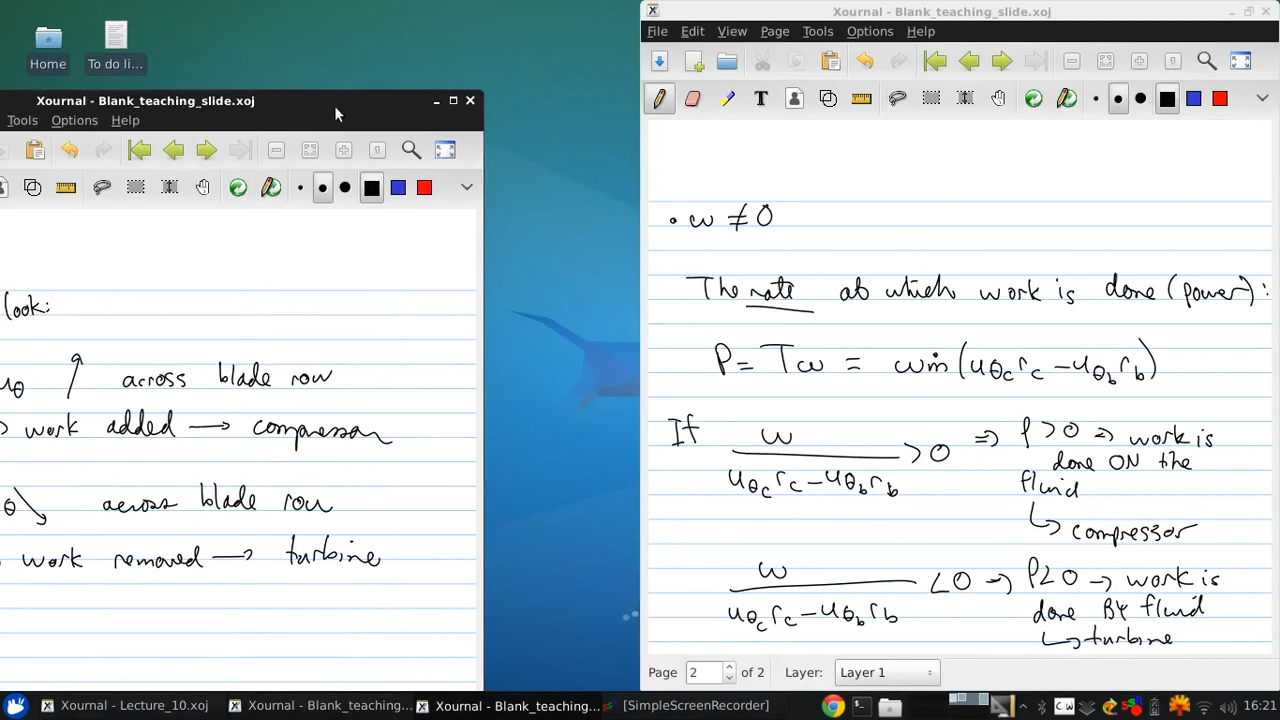 Home
To do li...
Xournal - Blank_teaching_slide.xoj
Tools Options Help
look:
uθ ↑ across blade row
work added → compressor
θ ↘ across blade row
work removed → turbine
Xournal - Blank_teaching_slide.xoj
File Edit View Page Tools Options Help
• ω ≠ 0
The rate at which work is done (power):
P = Tω = ωṁ(uθc rc − uθb rb)
If ω / (uθc rc − uθb rb) > 0 ⇒ P > 0 ⇒ work is
done ON the
fluid
↳ compressor
ω / (uθc rc − uθb rb) < 0 ⇒ P < 0 → work is
done BY fluid
↳ turbine
Page 2 of 2 Layer: Layer 1
Xournal - Lecture_10.xoj
Xournal - Blank_teaching...
Xournal - Blank_teaching...
[SimpleScreenRecorder]
16:21